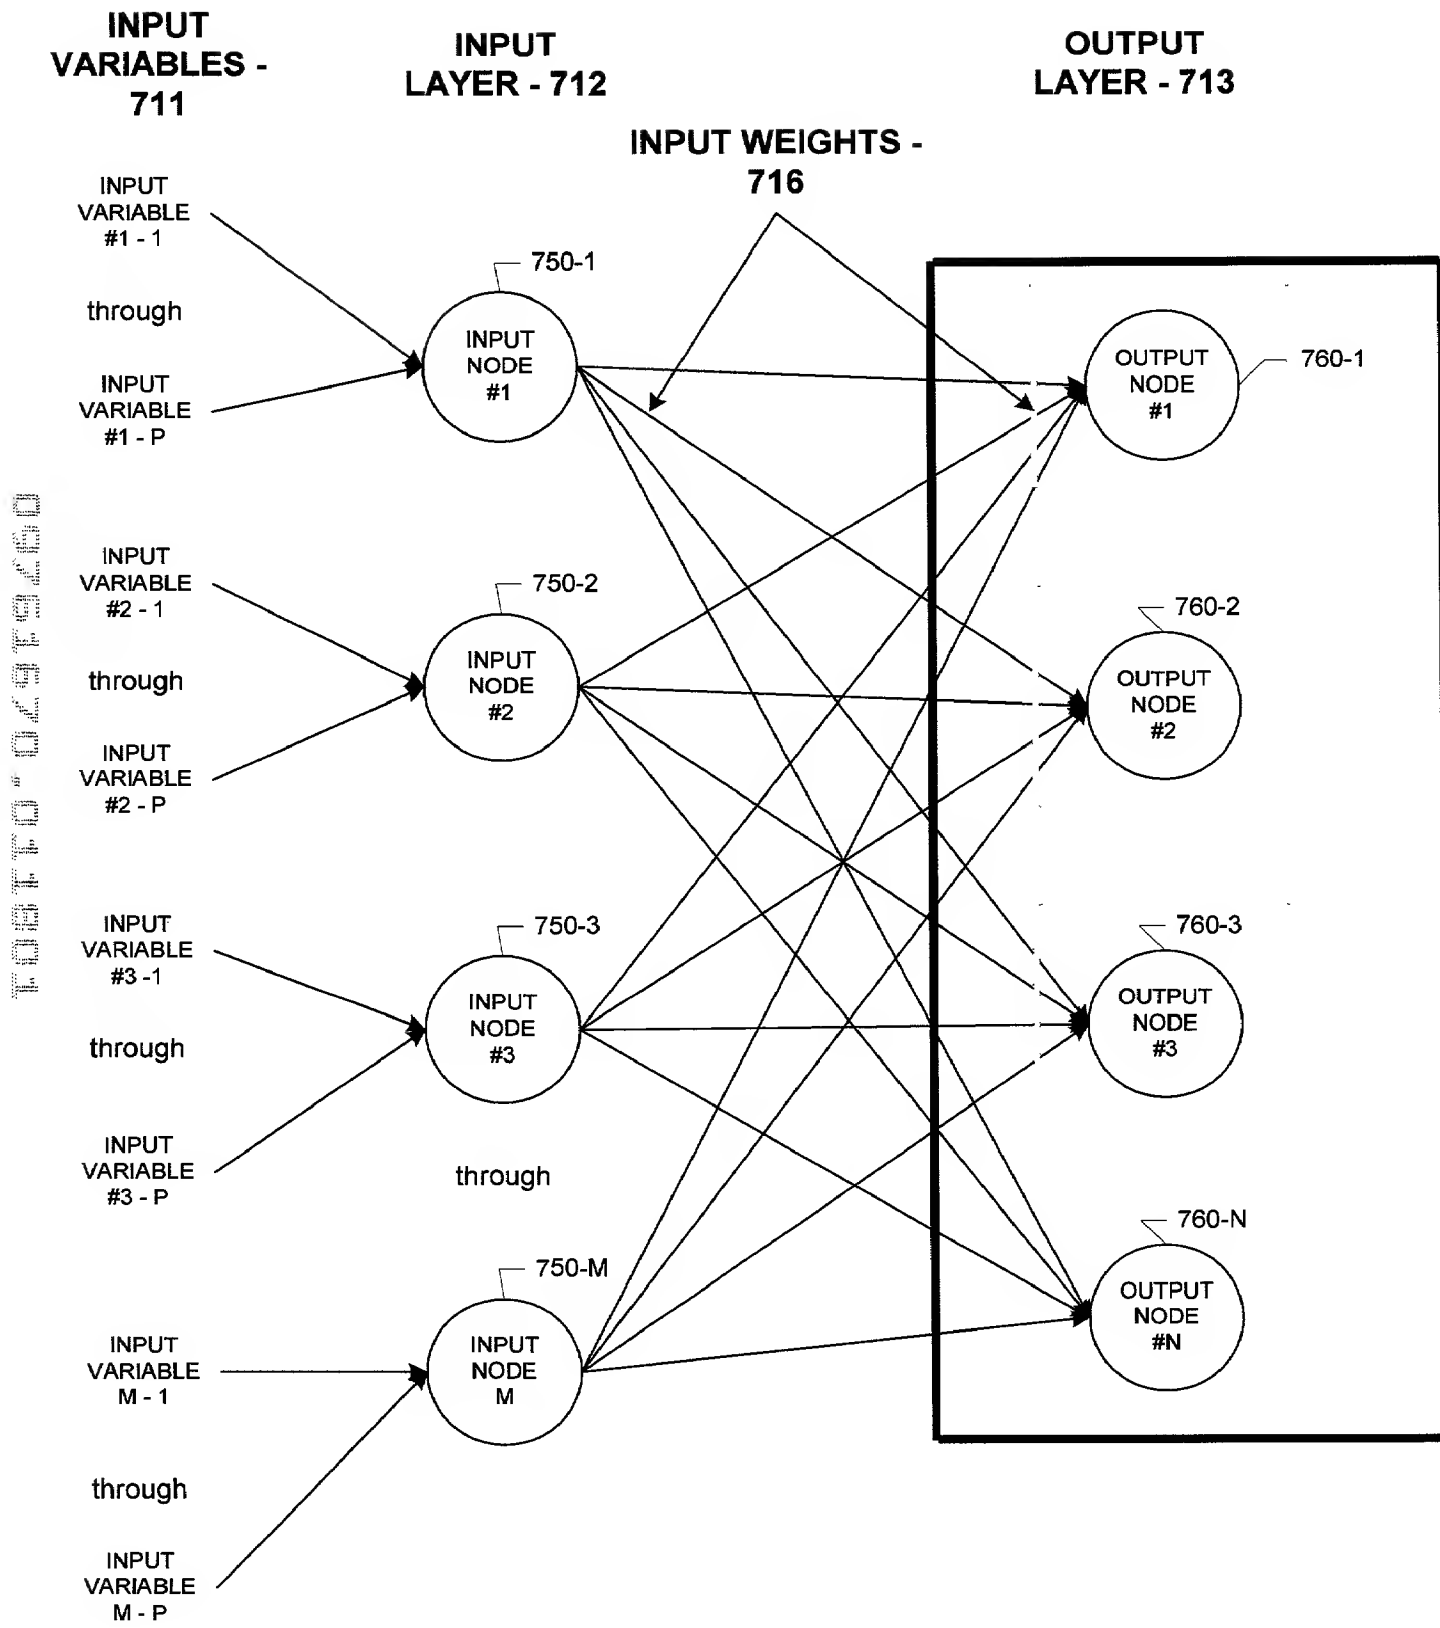 INPUT
VARIABLES -
711
INPUT
LAYER - 712
OUTPUT
LAYER - 713
INPUT WEIGHTS -
716
INPUT
VARIABLE
#1 - 1
through
INPUT
VARIABLE
#1 - P
750-1
INPUT
NODE
#1
OUTPUT
NODE
#1
760-1
INPUT
VARIABLE
#2 - 1
through
INPUT
VARIABLE
#2 - P
750-2
INPUT
NODE
#2
760-2
OUTPUT
NODE
#2
INPUT
VARIABLE
#3 -1
through
INPUT
VARIABLE
#3 - P
750-3
INPUT
NODE
#3
760-3
OUTPUT
NODE
#3
through
750-M
INPUT
NODE
M
760-N
OUTPUT
NODE
#N
INPUT
VARIABLE
M - 1
through
INPUT
VARIABLE
M - P